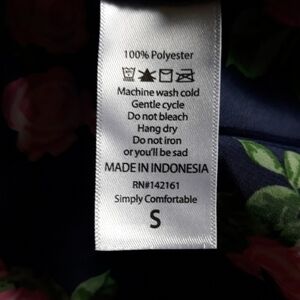 100% Polyester
Machine wash cold
Gentle cycle
Do not bleach
Hang dry
Do not iron
or you'll be sad
MADE IN INDONESIA
RN#142161
Simply Comfortable
S